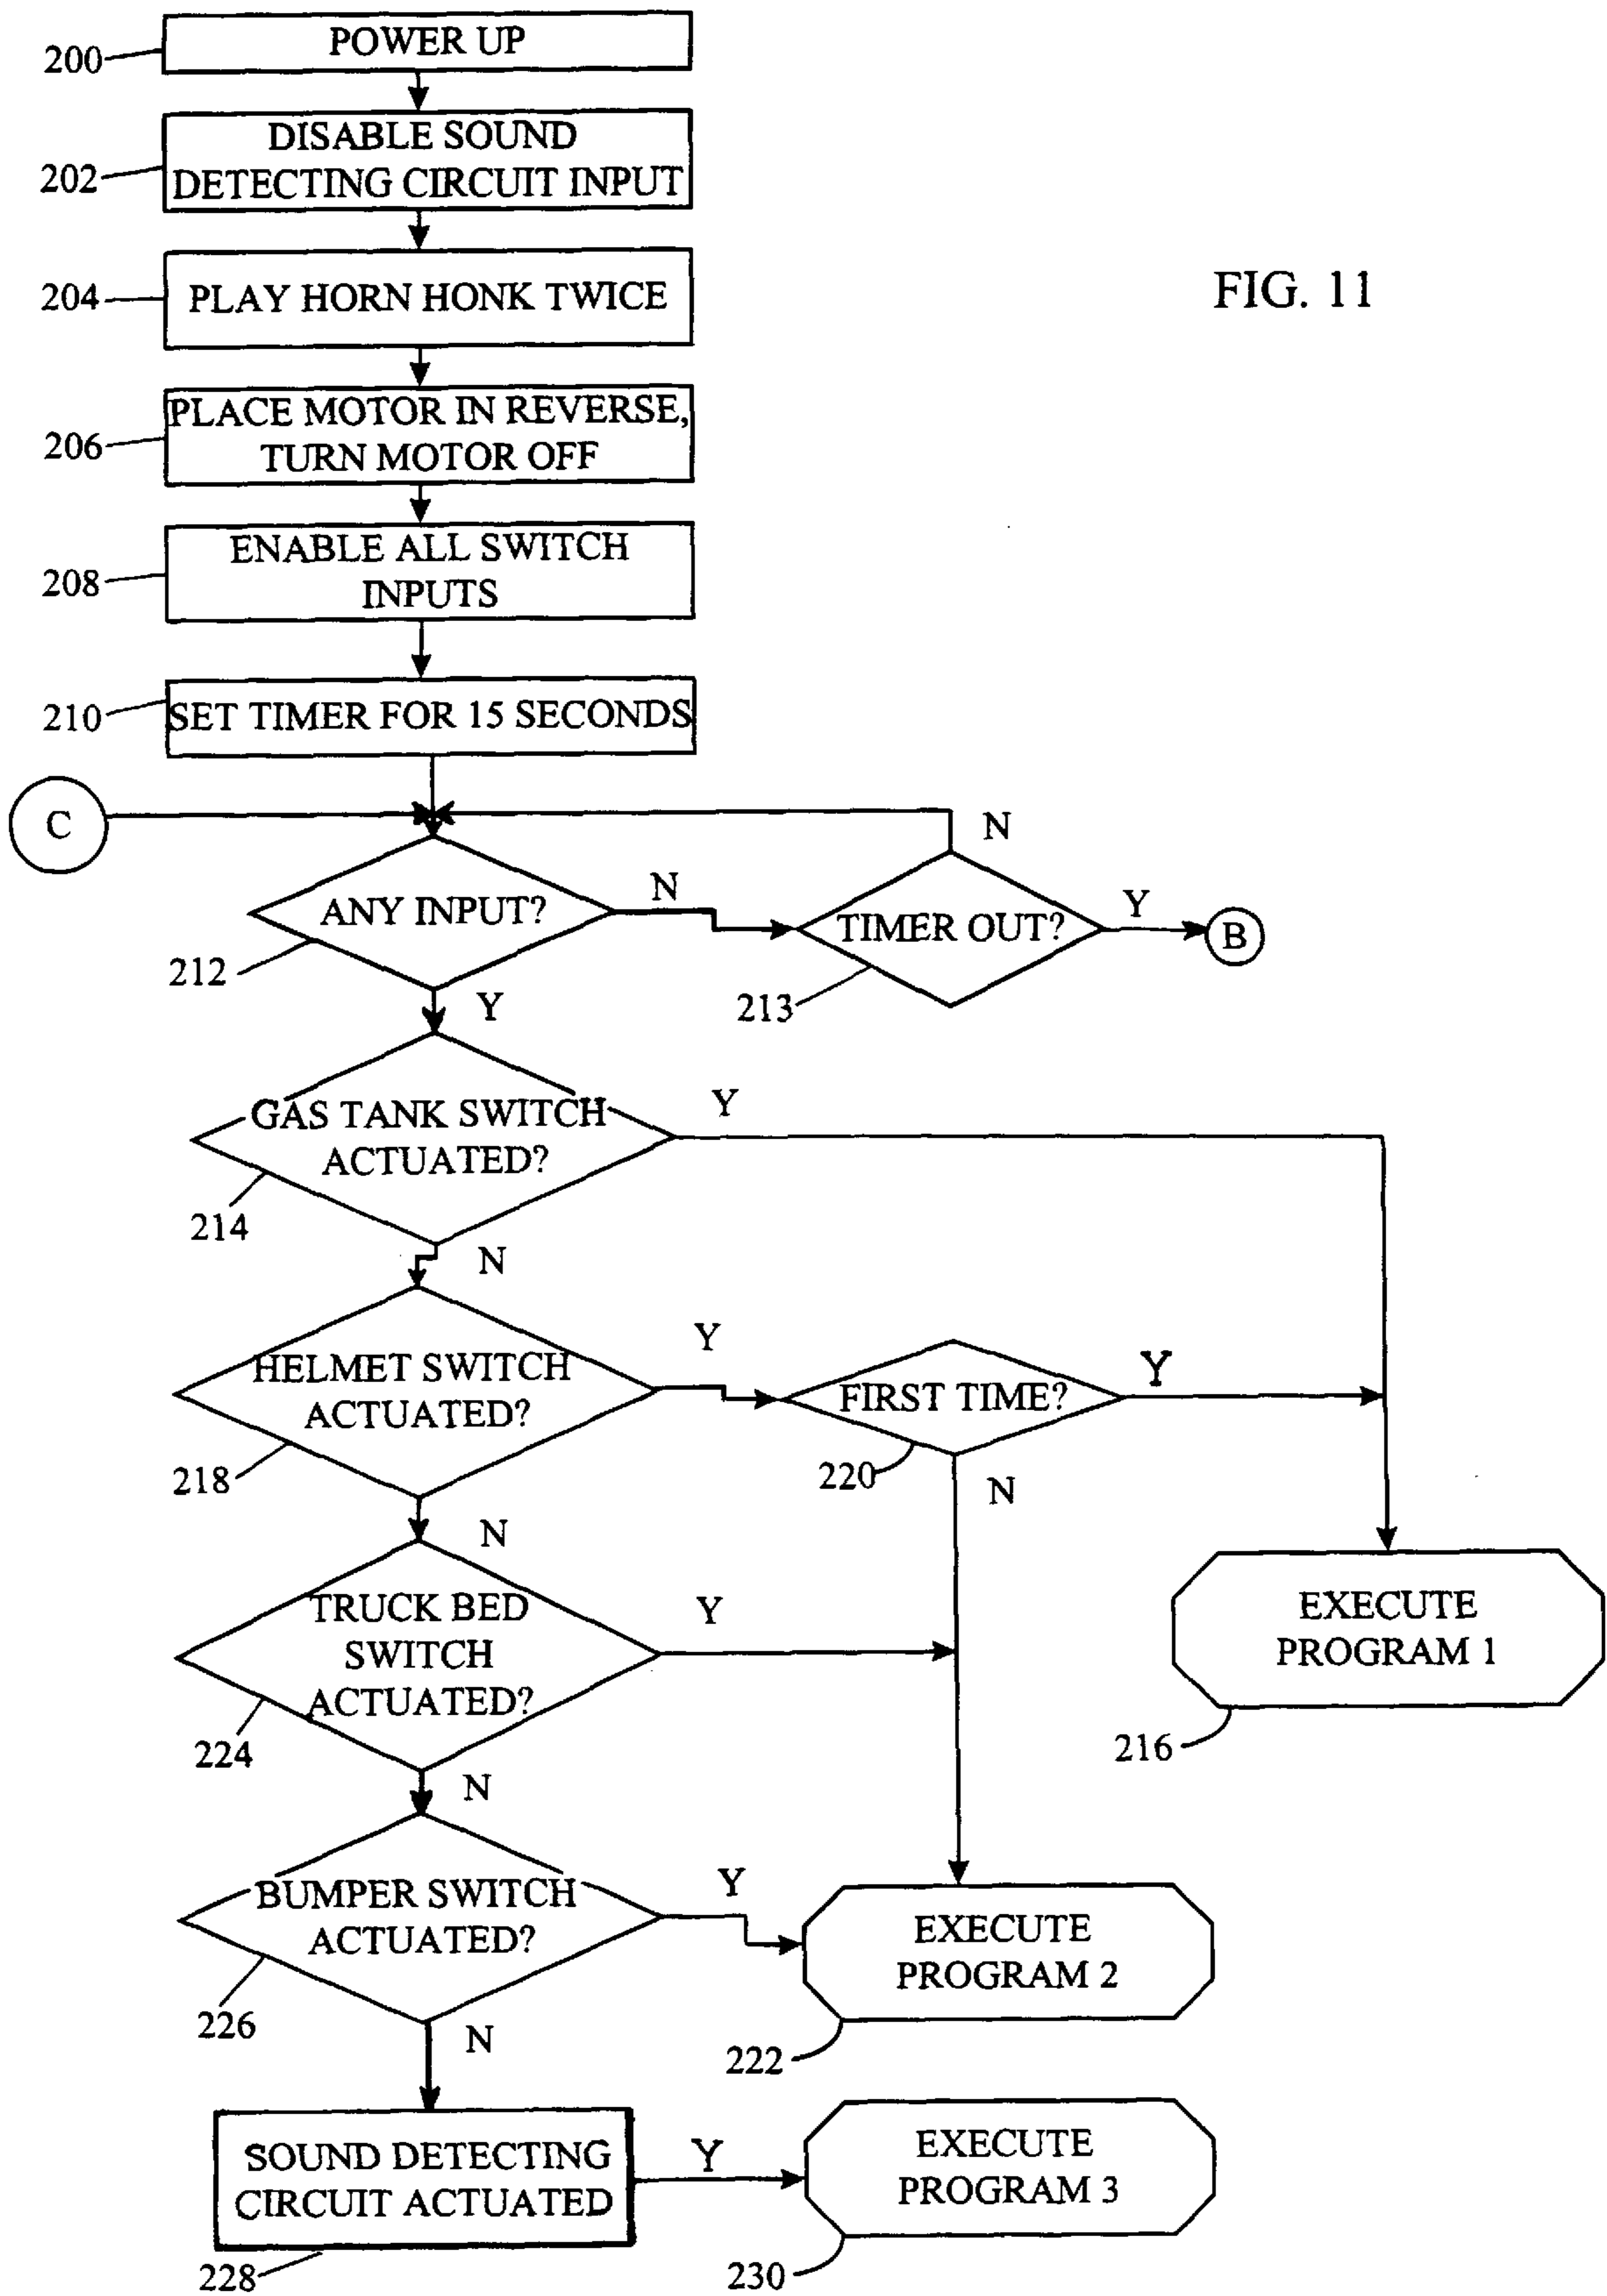 200
POWER UP
202
DISABLE SOUND
DETECTING CIRCUIT INPUT
204
PLAY HORN HONK TWICE
FIG. 11
206
PLACE MOTOR IN REVERSE,
TURN MOTOR OFF
208
ENABLE ALL SWITCH
INPUTS
210
SET TIMER FOR 15 SECONDS
C
N
ANY INPUT?
N
TIMER OUT?
Y
B
212
213
Y
GAS TANK SWITCH
ACTUATED?
Y
214
N
HELMET SWITCH
ACTUATED?
Y
FIRST TIME?
Y
218
220
N
N
TRUCK BED
SWITCH
ACTUATED?
Y
EXECUTE
PROGRAM 1
224
216
N
BUMPER SWITCH
ACTUATED?
Y
EXECUTE
PROGRAM 2
226
222
N
SOUND DETECTING
CIRCUIT ACTUATED
Y
EXECUTE
PROGRAM 3
228
230